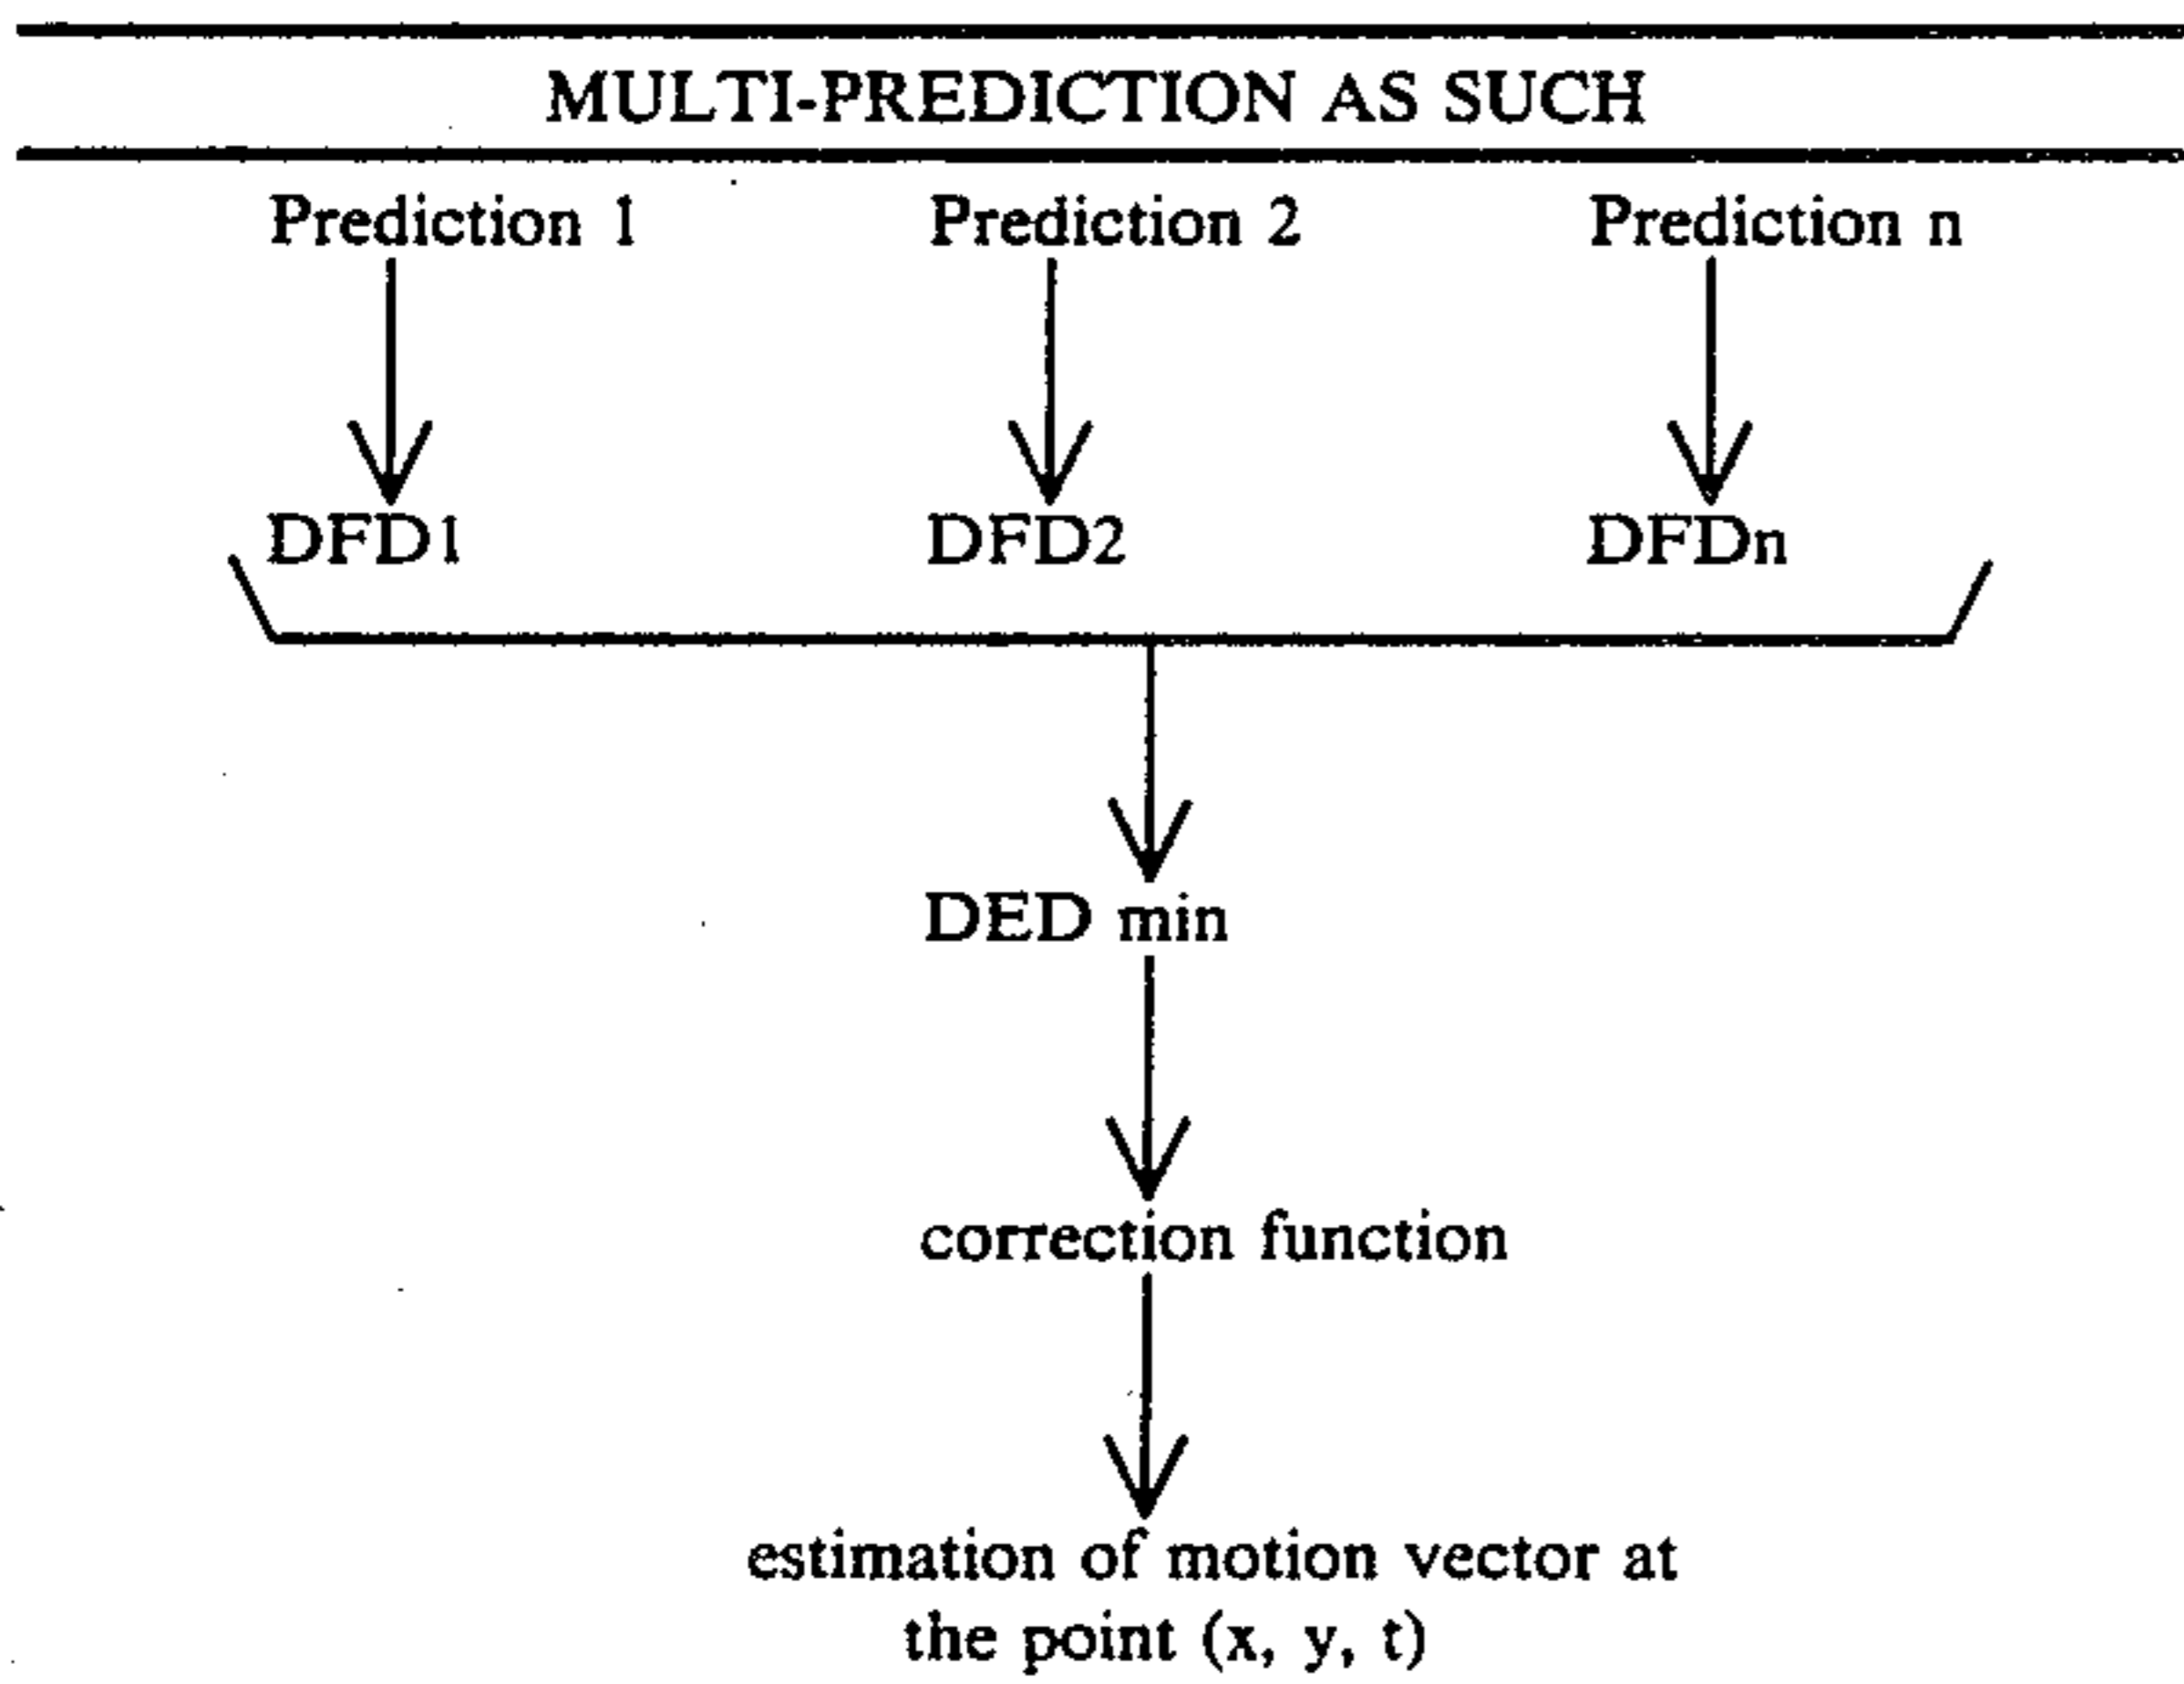 MULTI-PREDICTION AS SUCH
Prediction 1 Prediction 2 Prediction n
DFD1 DFD2 DFDn
DED min
correction function
estimation of motion vector at
the point (x, y, t)